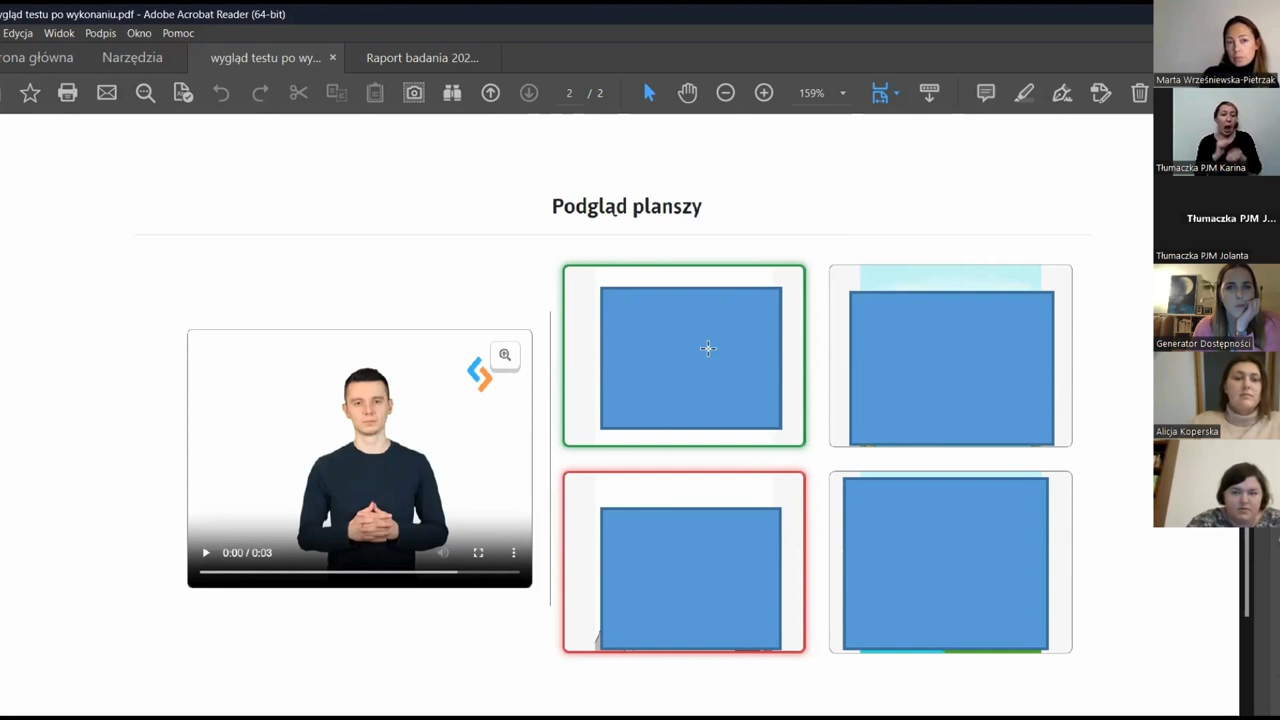 ygląd testu po wykonaniu.pdf - Adobe Acrobat Reader (64-bit)
Edycja Widok Podpis Okno Pomoc
rona główna Narzędzia wygląd testu po wy... × Raport badania 202...
2 / 2 159%
Podgląd planszy
0:00 / 0:03
Marta Wrześniewska-Pietrzak
Tłumaczka PJM Karina
Tłumaczka PJM J...
Tłumaczka PJM Jolanta
Generator Dostępności
Alicja Koperska